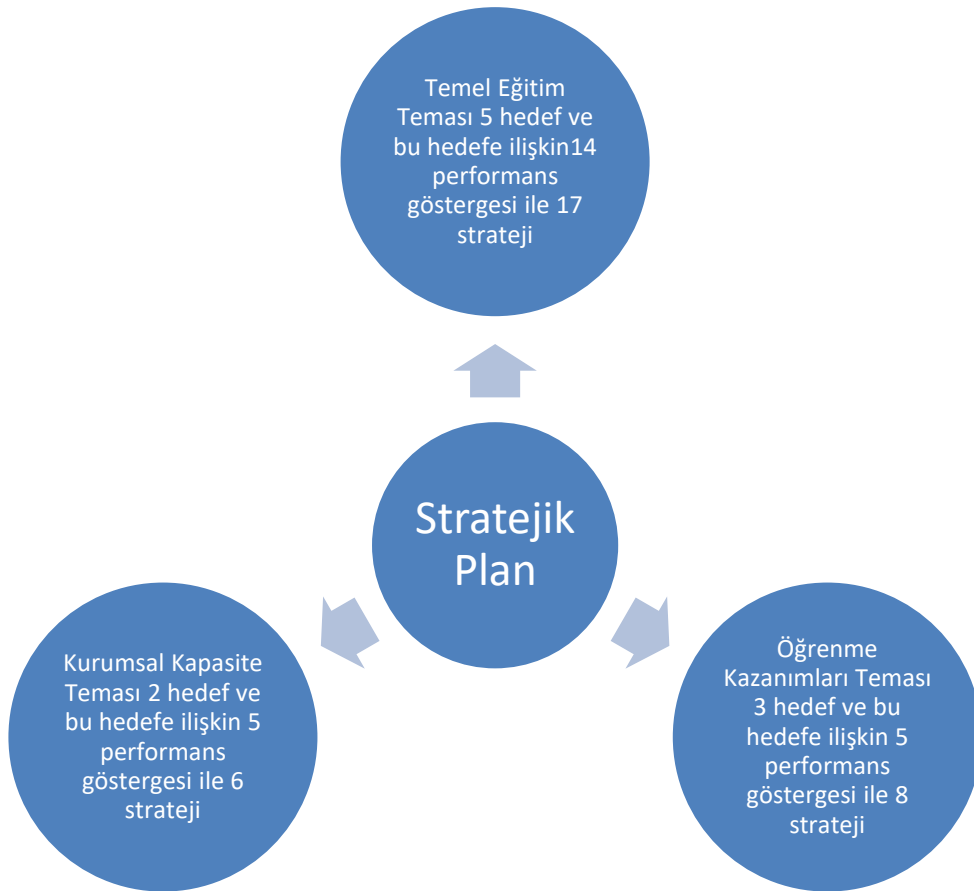 Temel Eğitim
Teması 5 hedef ve
bu hedefe ilişkin14
performans
göstergesi ile 17
strateji
Stratejik
Plan
Kurumsal Kapasite
Teması 2 hedef ve
bu hedefe ilişkin 5
performans
göstergesi ile 6
strateji
Öğrenme
Kazanımları Teması
3 hedef ve bu
hedefe ilişkin 5
performans
göstergesi ile 8
strateji